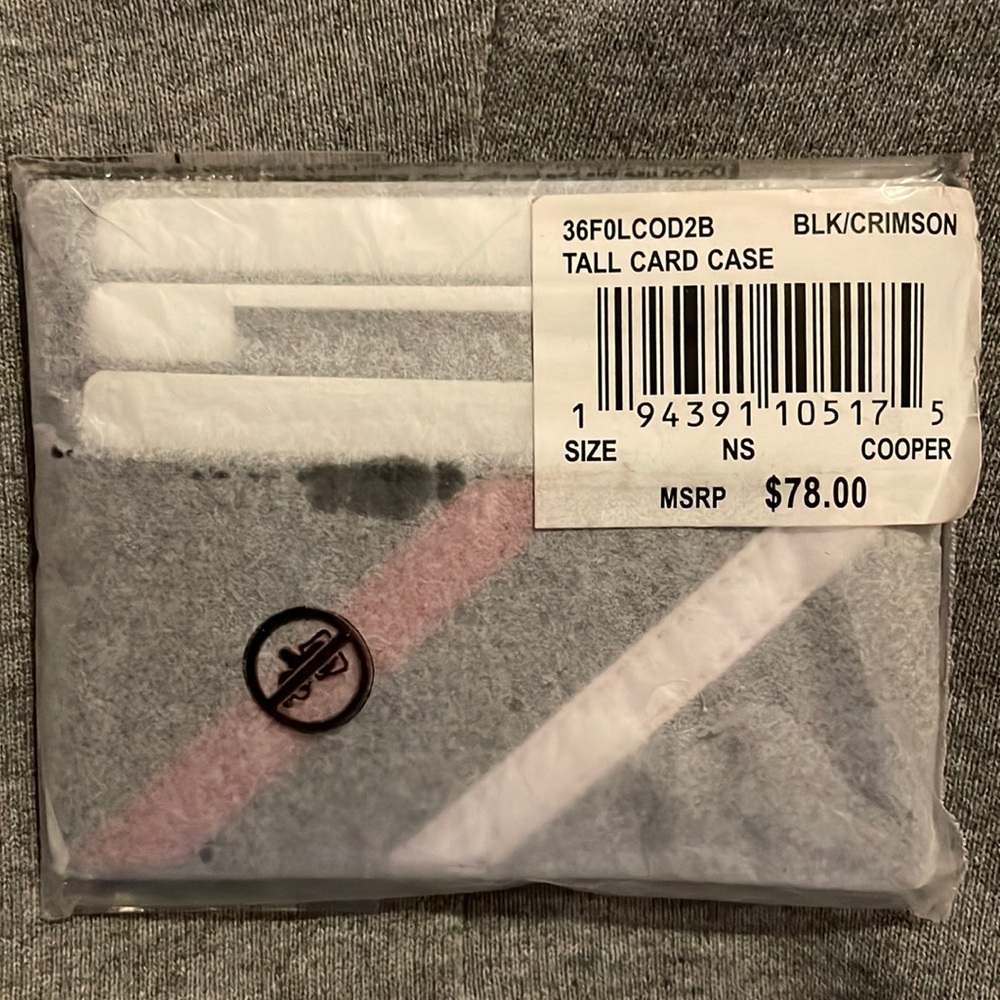 36F0LCOD2B BLK/CRIMSON
TALL CARD CASE
1 94391 10517 5
SIZE NS COOPER
MSRP $78.00